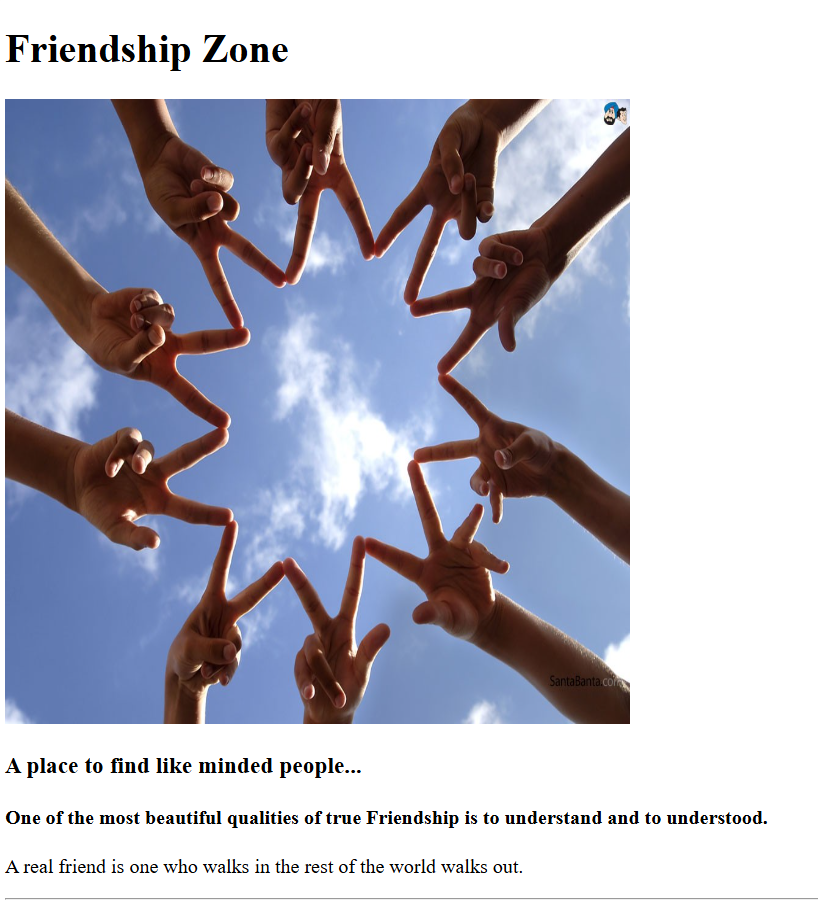 Friendship Zone
SantaBanta.com
A place to find like minded people...
One of the most beautiful qualities of true Friendship is to understand and to understood.
A real friend is one who walks in the rest of the world walks out.